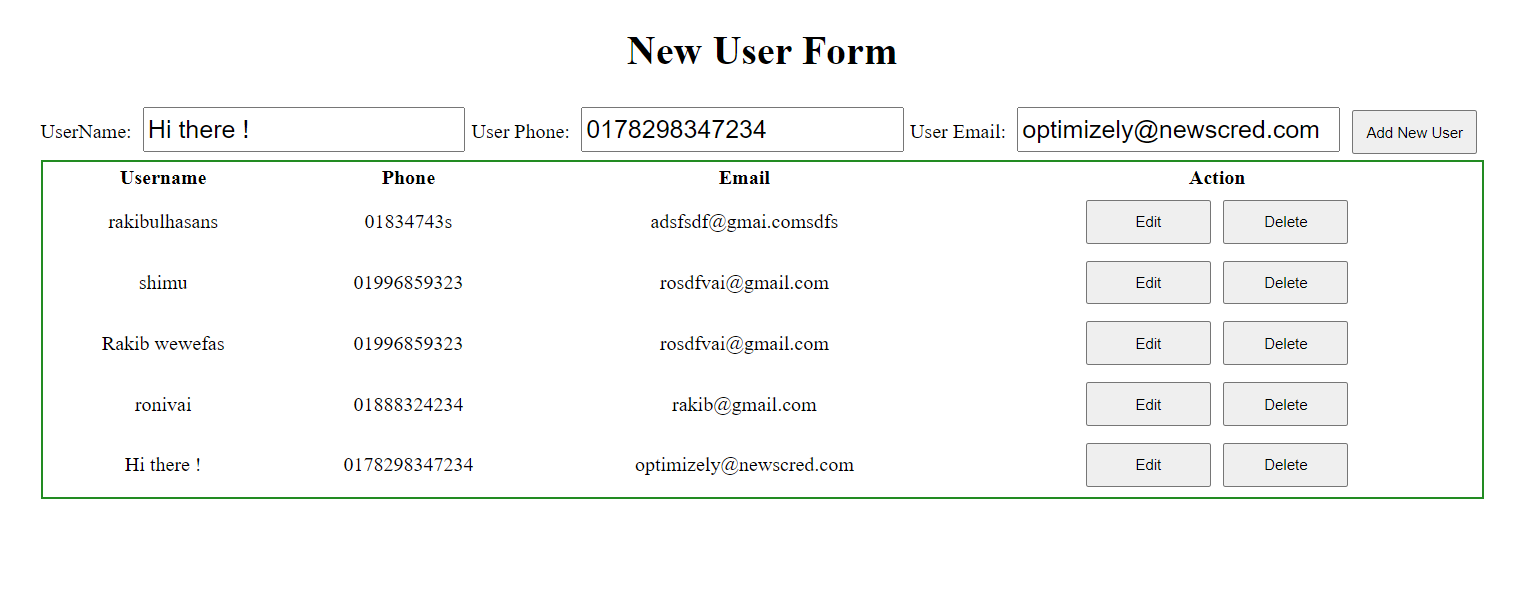 New User Form
UserName: Hi there ! User Phone: 0178298347234 User Email: optimizely@newscred.com Add New User
Username Phone Email Action
rakibulhasans 01834743s adsfsdf@gmai.comsdfs Edit Delete
shimu 01996859323 rosdfvai@gmail.com Edit Delete
Rakib wewefas 01996859323 rosdfvai@gmail.com Edit Delete
ronivai 01888324234 rakib@gmail.com Edit Delete
Hi there ! 0178298347234 optimizely@newscred.com Edit Delete